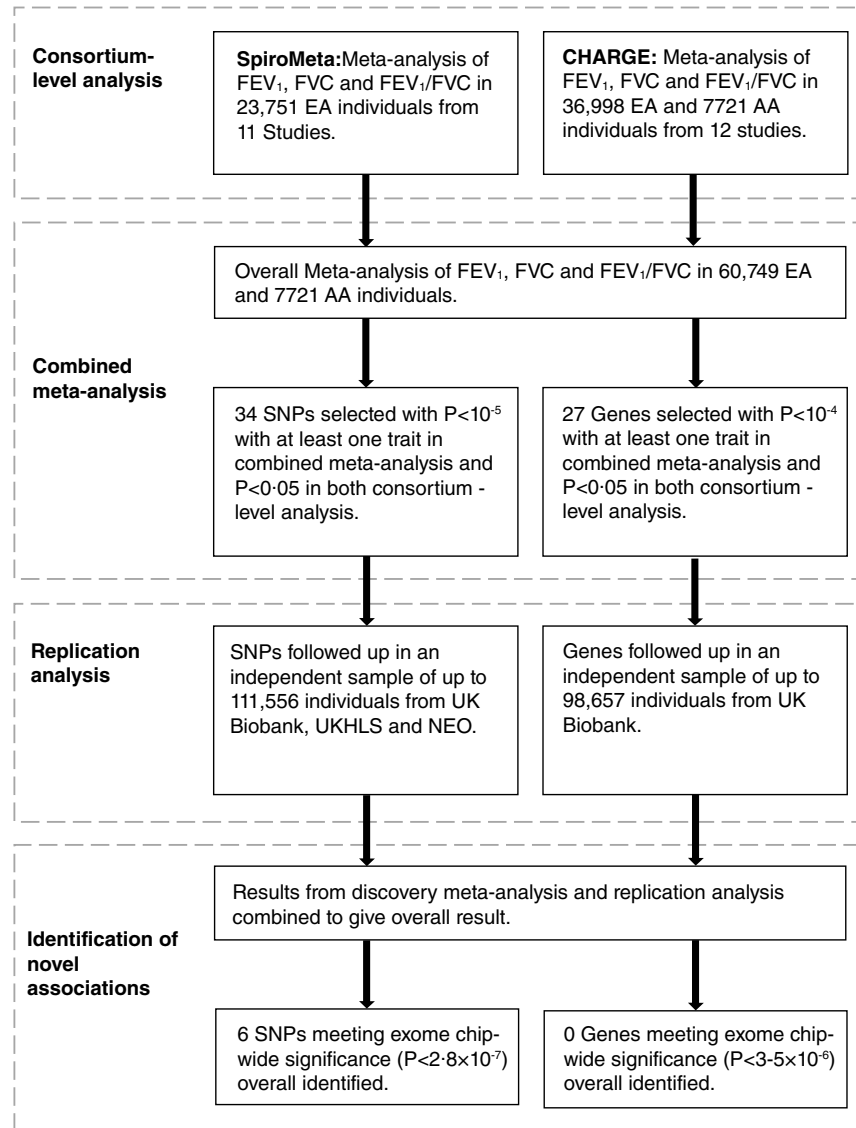 Consortium-
level analysis
SpiroMeta:Meta-analysis of
FEV₁, FVC and FEV₁/FVC in
23,751 EA individuals from
11 Studies.
CHARGE: Meta-analysis of
FEV₁, FVC and FEV₁/FVC in
36,998 EA and 7721 AA
individuals from 12 studies.
Combined
meta-analysis
Overall Meta-analysis of FEV₁, FVC and FEV₁/FVC in 60,749 EA
and 7721 AA individuals.
34 SNPs selected with P<10⁻⁵
with at least one trait in
combined meta-analysis and
P<0·05 in both consortium -
level analysis.
27 Genes selected with P<10⁻⁴
with at least one trait in
combined meta-analysis and
P<0·05 in both consortium -
level analysis.
Replication
analysis
SNPs followed up in an
independent sample of up to
111,556 individuals from UK
Biobank, UKHLS and NEO.
Genes followed up in an
independent sample of up to
98,657 individuals from UK
Biobank.
Identification of
novel
associations
Results from discovery meta-analysis and replication analysis
combined to give overall result.
6 SNPs meeting exome chip-
wide significance (P<2·8×10⁻⁷)
overall identified.
0 Genes meeting exome chip-
wide significance (P<3-5×10⁻⁶)
overall identified.